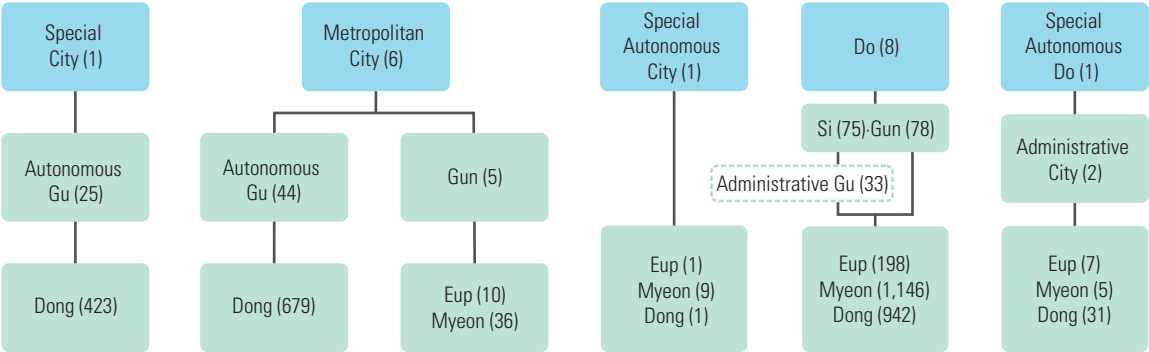 Special
City (1)
Metropolitan
City (6)
Special
Autonomous
City (1)
Do (8)
Special
Autonomous
Do (1)
Autonomous
Gu (25)
Autonomous
Gu (44)
Gun (5)
Si (75)·Gun (78)
Administrative Gu (33)
Administrative
City (2)
Dong (423)
Dong (679)
Eup (10)
Myeon (36)
Eup (1)
Myeon (9)
Dong (1)
Eup (198)
Myeon (1,146)
Dong (942)
Eup (7)
Myeon (5)
Dong (31)